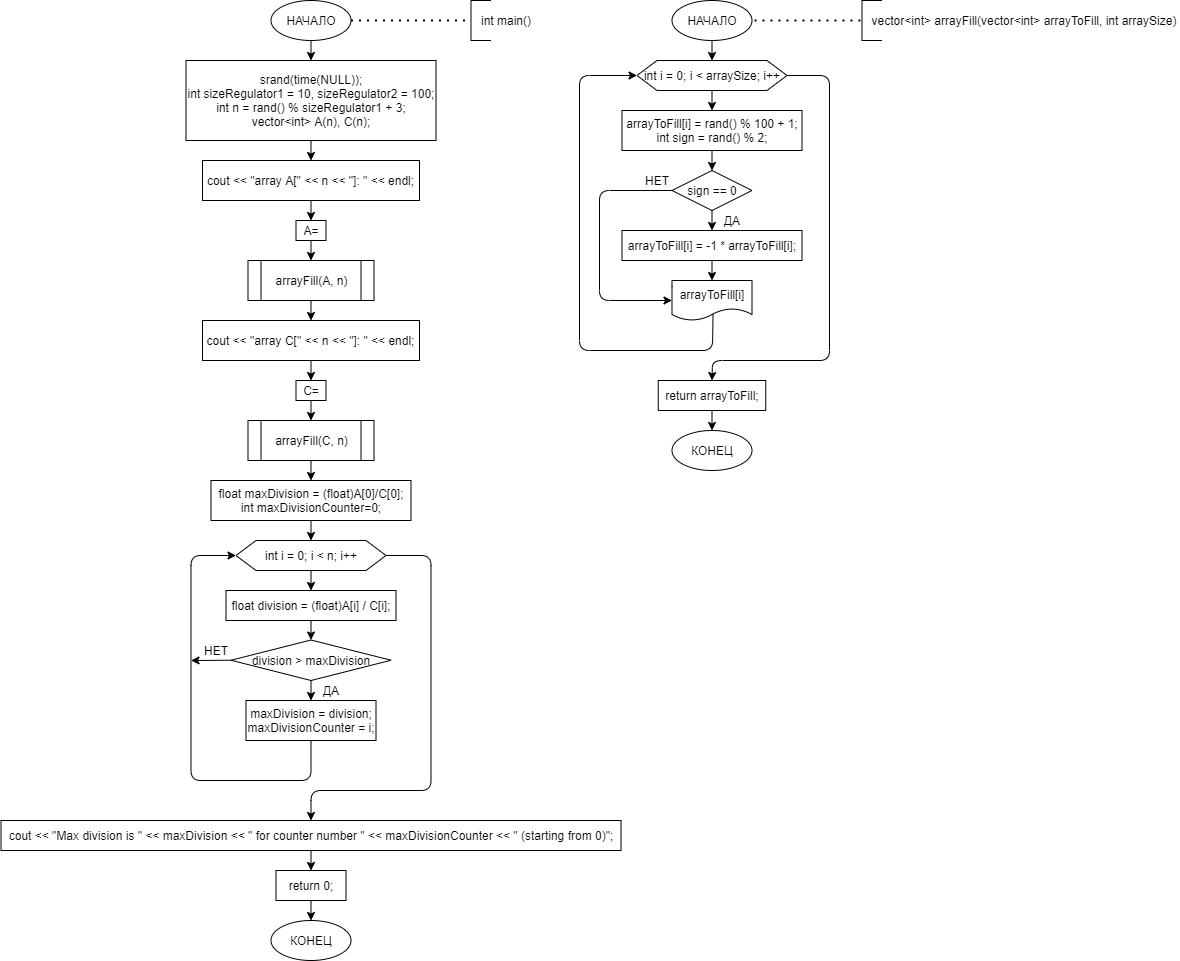 НАЧАЛО
int main()
srand(time(NULL));
int sizeRegulator1 = 10, sizeRegulator2 = 100;
int n = rand() % sizeRegulator1 + 3;
vector<int> A(n), C(n);
cout << "array A[" << n << "]: " << endl;
A=
arrayFill(A, n)
cout << "array C[" << n << "]: " << endl;
C=
arrayFill(C, n)
float maxDivision = (float)A[0]/C[0];
int maxDivisionCounter=0;
int i = 0; i < n; i++
float division = (float)A[i] / C[i];
НЕТ
division > maxDivision
ДА
maxDivision = division;
maxDivisionCounter = i;
cout << "Max division is " << maxDivision << " for counter number " << maxDivisionCounter << " (starting from 0)";
return 0;
КОНЕЦ
НАЧАЛО
vector<int> arrayFill(vector<int> arrayToFill, int arraySize)
int i = 0; i < arraySize; i++
arrayToFill[i] = rand() % 100 + 1;
int sign = rand() % 2;
НЕТ
sign == 0
ДА
arrayToFill[i] = -1 * arrayToFill[i];
arrayToFill[i]
return arrayToFill;
КОНЕЦ